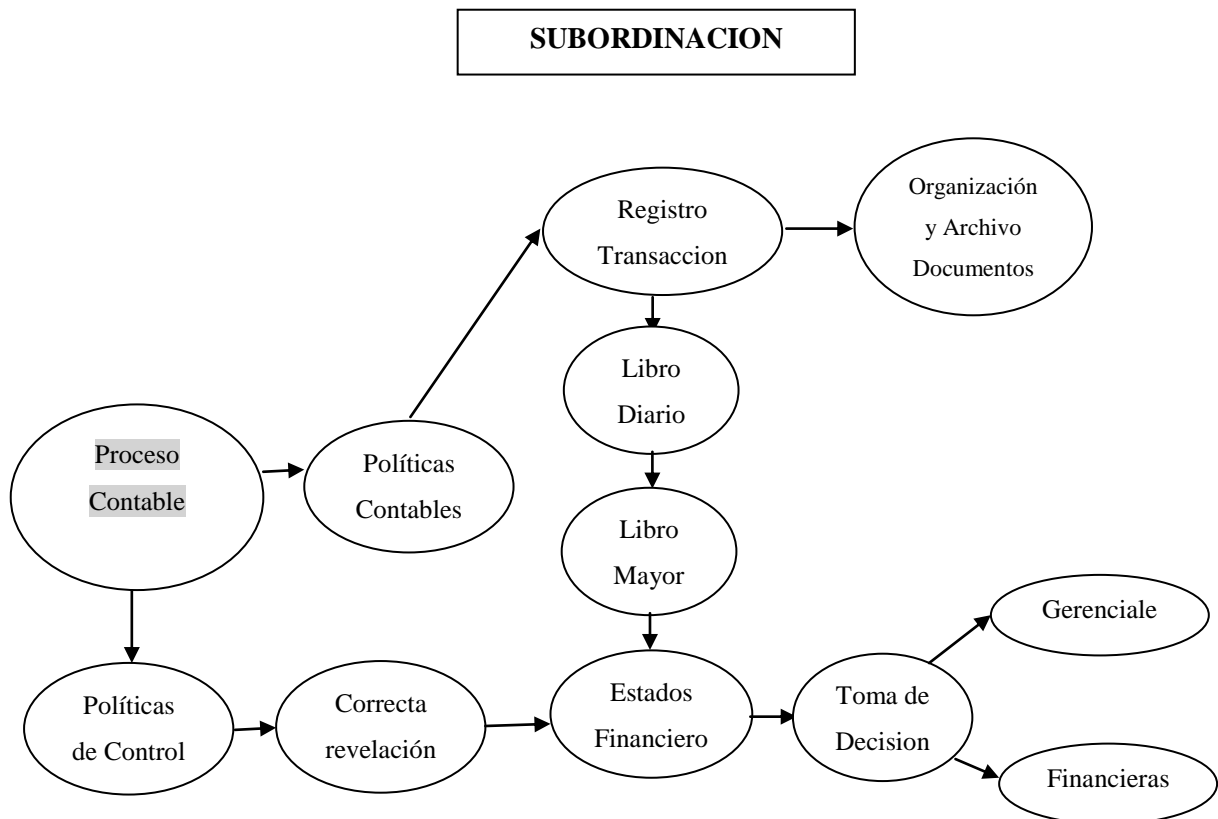 SUBORDINACION
Registro
Transaccion
Organización
y Archivo
Documentos
Libro
Diario
Proceso
Contable
Políticas
Contables
Libro
Mayor
Gerenciale
Políticas
de Control
Correcta
revelación
Estados
Financiero
Toma de
Decision
Financieras